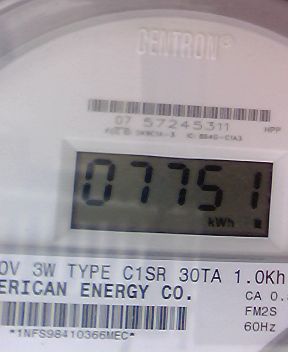 CENTRON®
07 57245311 HPP
07751
kWh
0V 3W TYPE C1SR 30TA 1.0Kh
ERICAN ENERGY CO. CA 0.
FM2S
*1NFS98410366MEC* 60Hz